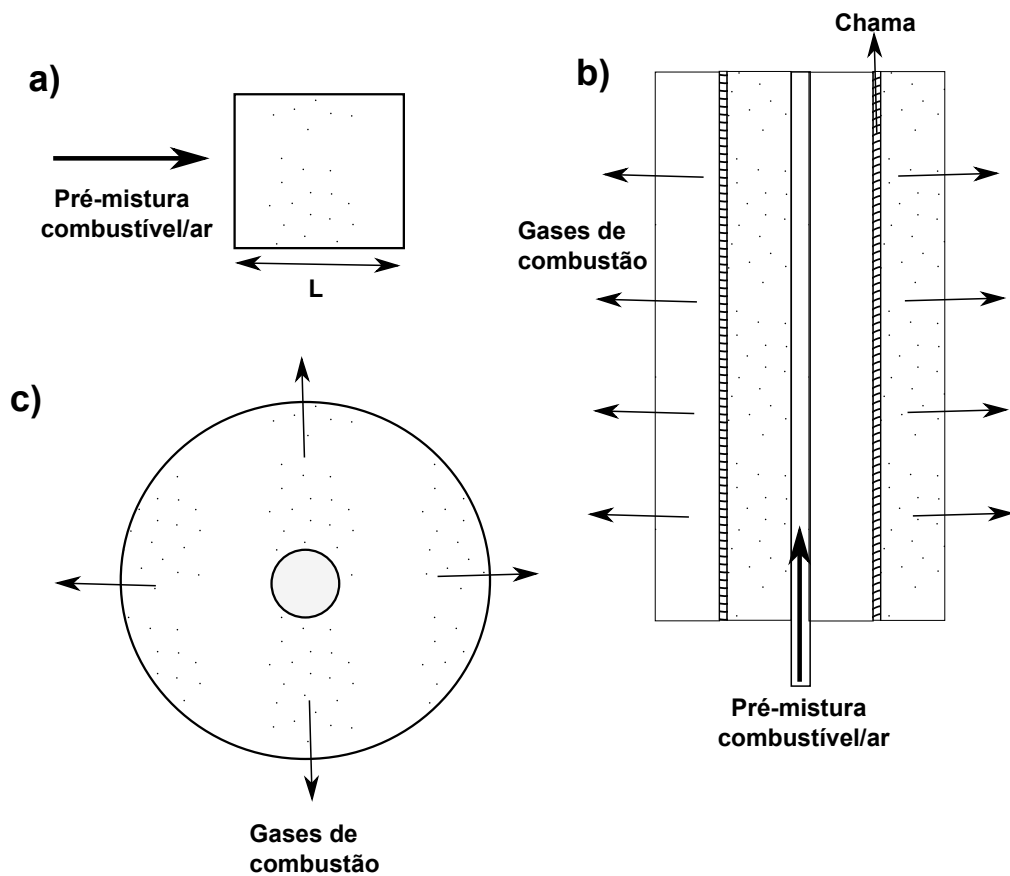 a)
Pré-mistura
combustível/ar
L
b)
Chama
Gases de
combustão
Pré-mistura
combustível/ar
c)
Gases de
combustão